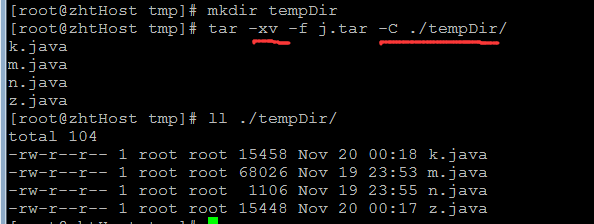 [root@zhtHost tmp]# mkdir tempDir
[root@zhtHost tmp]# tar -xv -f j.tar -C ./tempDir/
k.java
m.java
n.java
z.java
[root@zhtHost tmp]# ll ./tempDir/
total 104
-rw-r--r-- 1 root root 15458 Nov 20 00:18 k.java
-rw-r--r-- 1 root root 68026 Nov 19 23:53 m.java
-rw-r--r-- 1 root root  1106 Nov 19 23:55 n.java
-rw-r--r-- 1 root root 15448 Nov 20 00:17 z.java
[root@zhtHost tmp]#